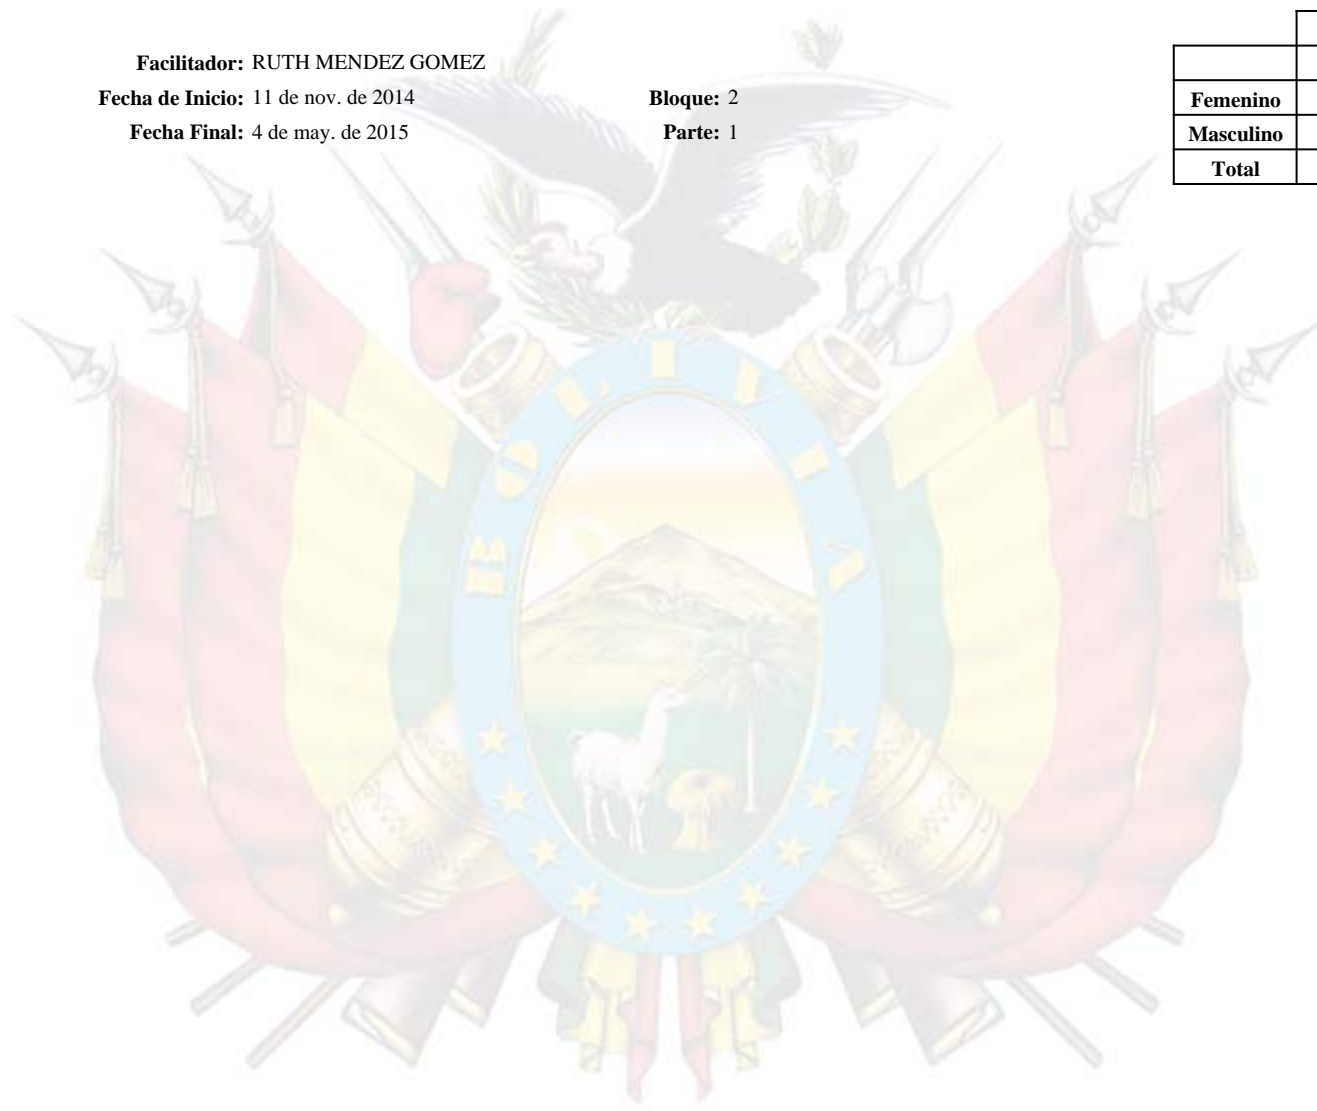 Facilitador: RUTH MENDEZ GOMEZ
Fecha de Inicio: 11 de nov. de 2014 Bloque: 2
Fecha Final: 4 de may. de 2015 Parte: 1
Femenino
Masculino
Total
BOLIVIA